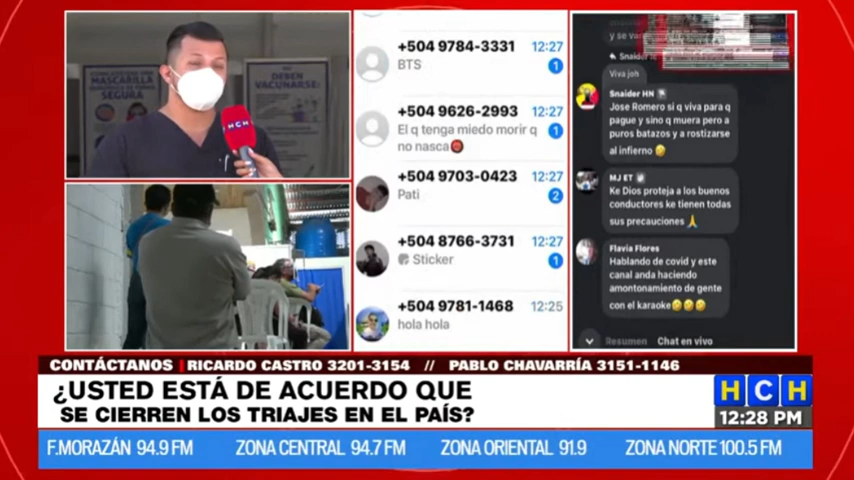 MASCARILLA
SEGURA
DEBEN
VACUNARSE:
HCH
+504 9784-3331 12:27
BTS 1
+504 9626-2993 12:27
El q tenga miedo morir q 1
no nasca
+504 9703-0423 12:27
Pati 2
+504 8766-3731 12:27
Sticker 1
+504 9781-1468 12:25
hola hola
y se
Snaider
Viva joh
Snaider HN
Jose Romero si q viva para q
pague y sino q muera pero a
puros batazos y a rostizarse
al infierno
MJ ET
Ke Dios proteja a los buenos
conductores ke tienen todas
sus precauciones
Flavia Flores
Hablando de covid y este
canal anda haciendo
amontonamiento de gente
con el karaoke
Resumen Chat en vivo
CONTÁCTANOS | RICARDO CASTRO 3201-3154 // PABLO CHAVARRÍA 3151-1146
¿USTED ESTÁ DE ACUERDO QUE
SE CIERREN LOS TRIAJES EN EL PAÍS?
HCH
12:28 PM
F.MORAZÁN 94.9 FM ZONA CENTRAL 94.7 FM ZONA ORIENTAL 91.9 ZONA NORTE 100.5 FM